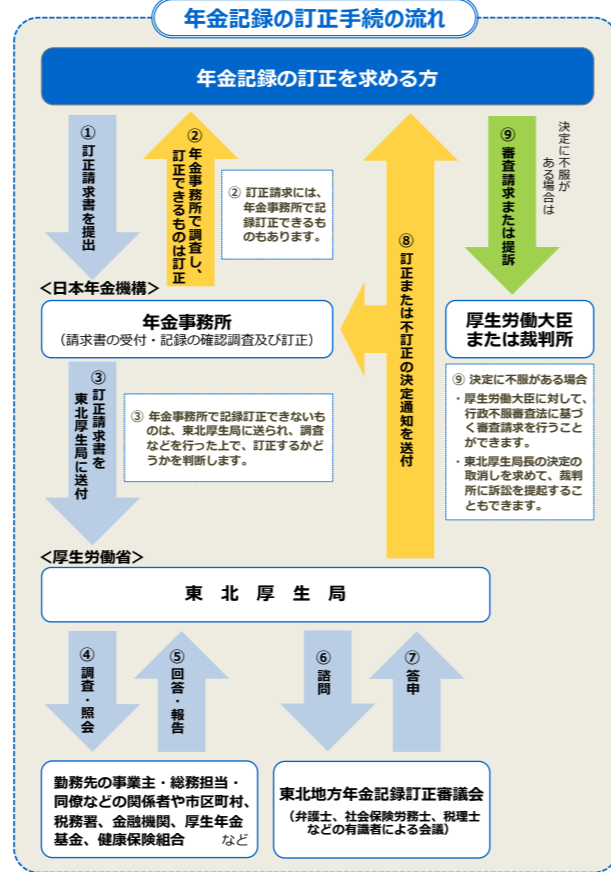 年金記録の訂正手続の流れ
年金記録の訂正を求める方
①
訂正請求書を提出
②
年金事務所で調査し、
訂正できるものは訂正
② 訂正請求には、
年金事務所で記
録訂正できるも
のもあります。
⑧
訂正または不訂正の決定通知を送付
⑨
審査請求または提訴
決定に不服が
ある場合は
<日本年金機構>
年金事務所
(請求書の受付・記録の確認調査及び訂正)
厚生労働大臣
または裁判所
③
訂正請求書を
東北厚生局に送付
③ 年金事務所で記録訂正できないも
のは、東北厚生局に送られ、調査
などを行った上で、訂正するかど
うかを判断します。
⑨ 決定に不服がある場合
・厚生労働大臣に対して、
行政不服審査法に基づ
く審査請求を行うこと
ができます。
・東北厚生局長の決定の
取消しを求めて、裁判
所に訴訟を提起するこ
ともできます。
<厚生労働省>
東北厚生局
④
調査・照会
⑤
回答・報告
⑥
諮問
⑦
答申
勤務先の事業主・総務担当・
同僚などの関係者や市区町村、
税務署、金融機関、厚生年金
基金、健康保険組合 など
東北地方年金記録訂正審議会
(弁護士、社会保険労務士、税理士
などの有識者による会議)